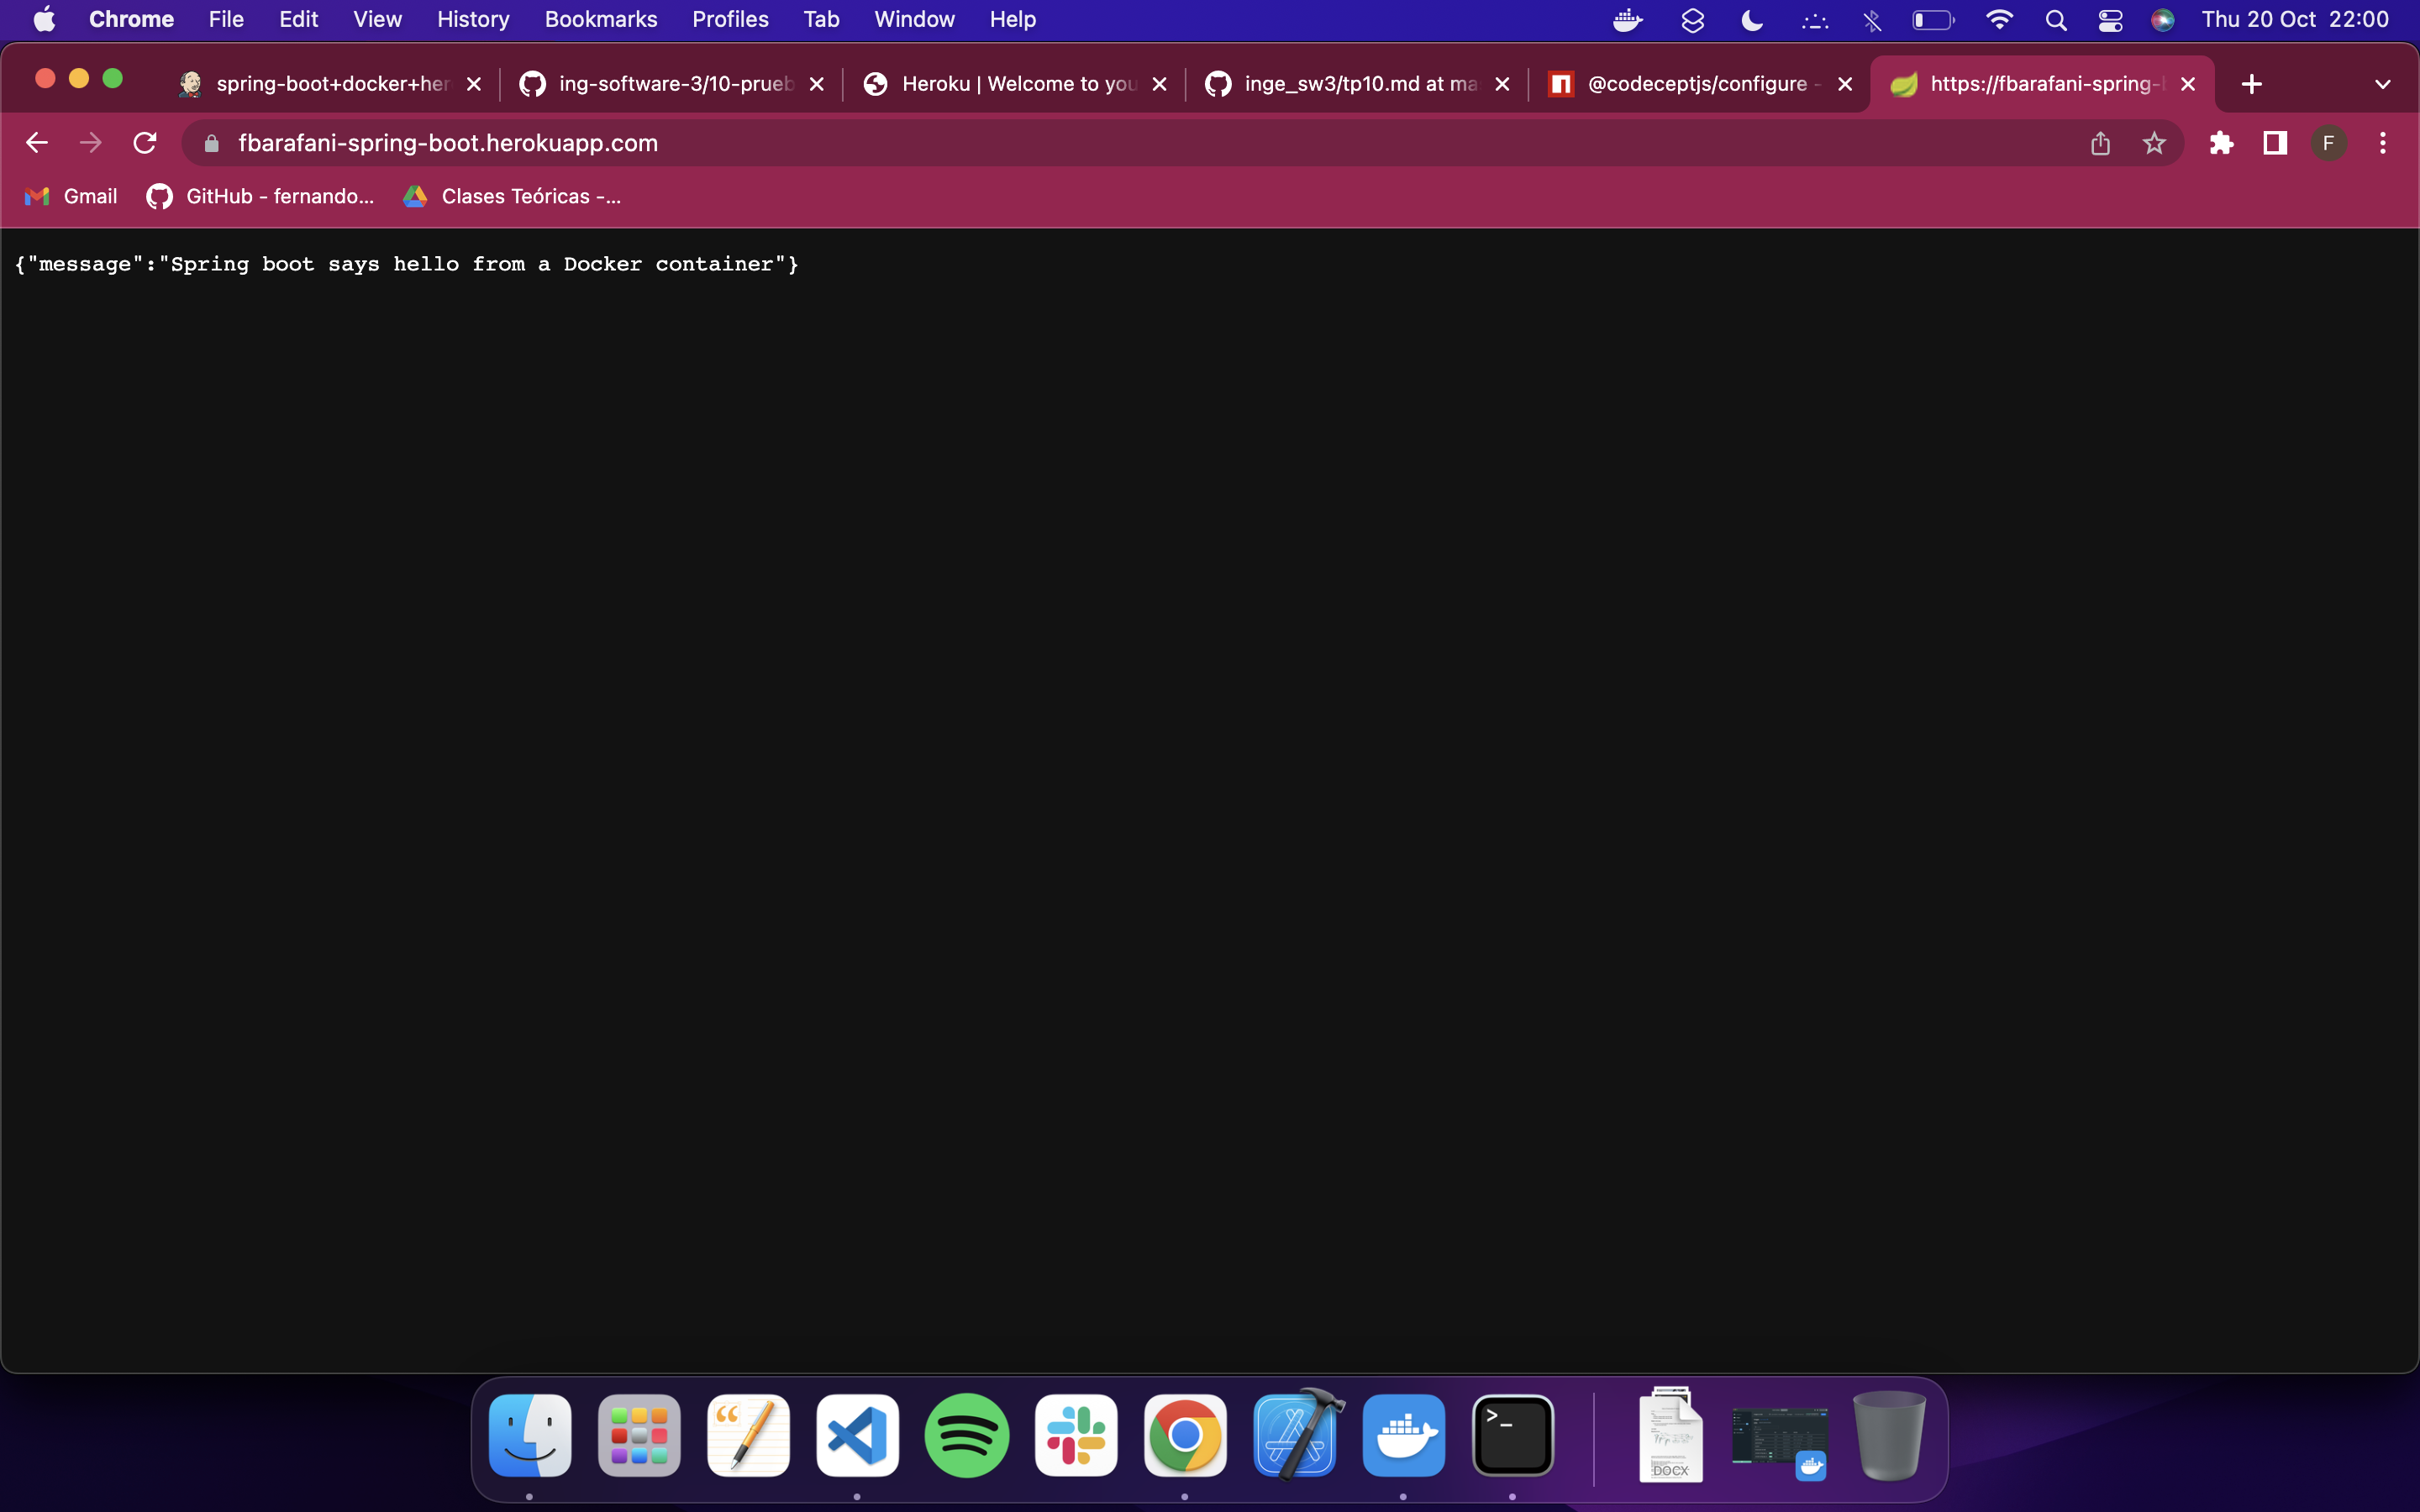 Chrome File Edit View History Bookmarks Profiles Tab Window Help Thu 20 Oct 22:00
spring-boot+docker+her ing-software-3/10-prueb Heroku | Welcome to you inge_sw3/tp10.md at ma @codeceptjs/configure - https://fbarafani-spring-b
fbarafani-spring-boot.herokuapp.com F
Gmail GitHub - fernando... Clases Teóricas -...
{"message":"Spring boot says hello from a Docker container"}
DOCX